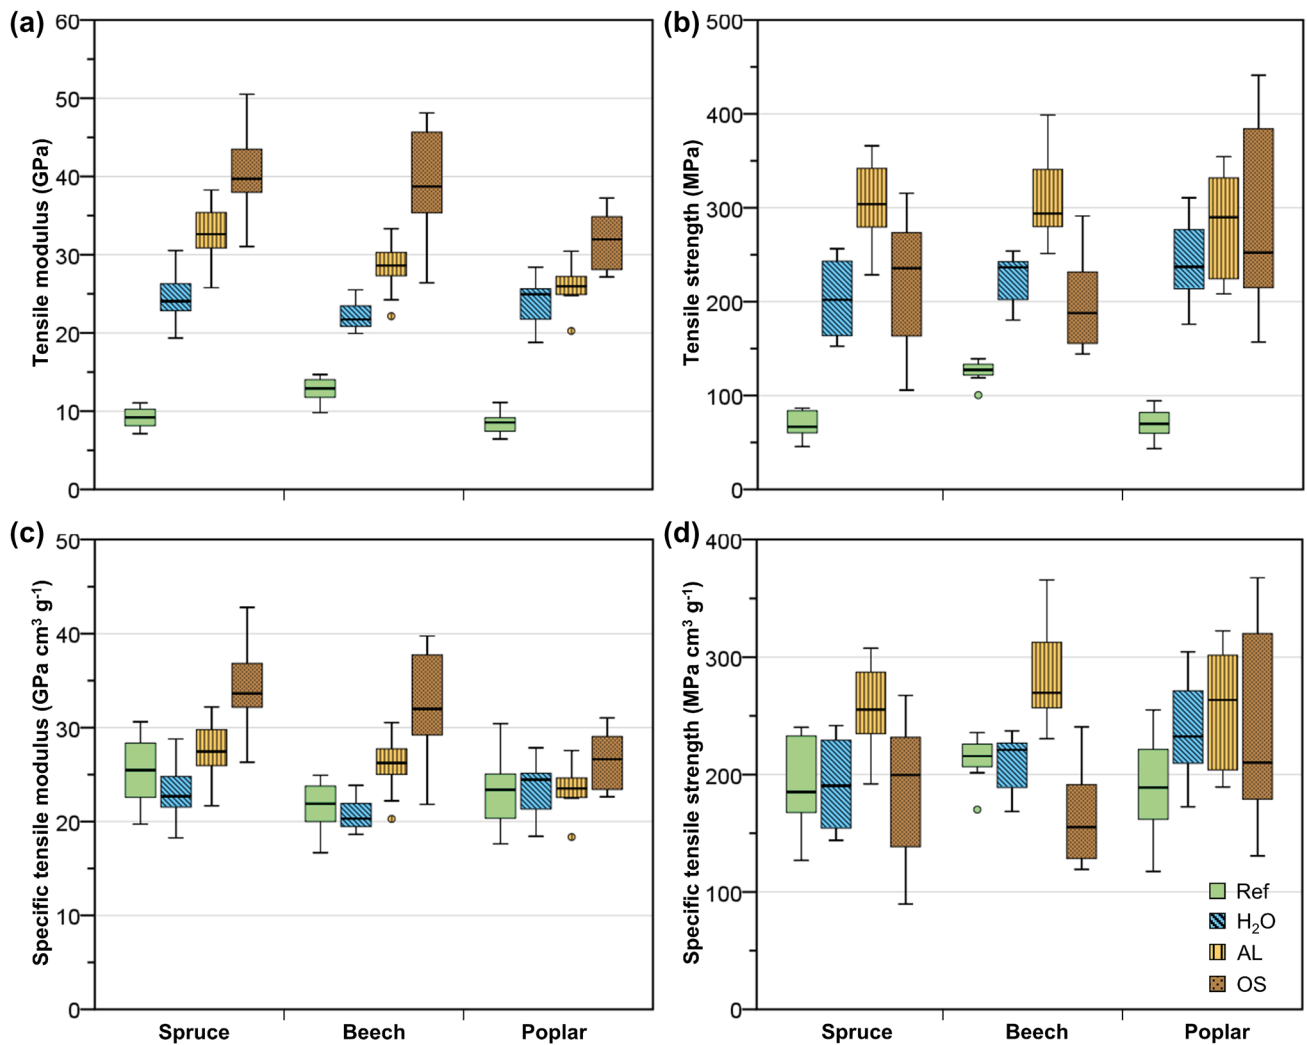 (a)
Tensile modulus (GPa)
60
50
40
30
20
10
0
(b)
Tensile strength (MPa)
500
400
300
200
100
0
(c)
Specific tensile modulus (GPa cm³ g⁻¹)
50
40
30
20
10
0
Spruce
Beech
Poplar
(d)
Specific tensile strength (MPa cm³ g⁻¹)
400
300
200
100
0
Spruce
Beech
Poplar
Ref
H₂O
AL
OS